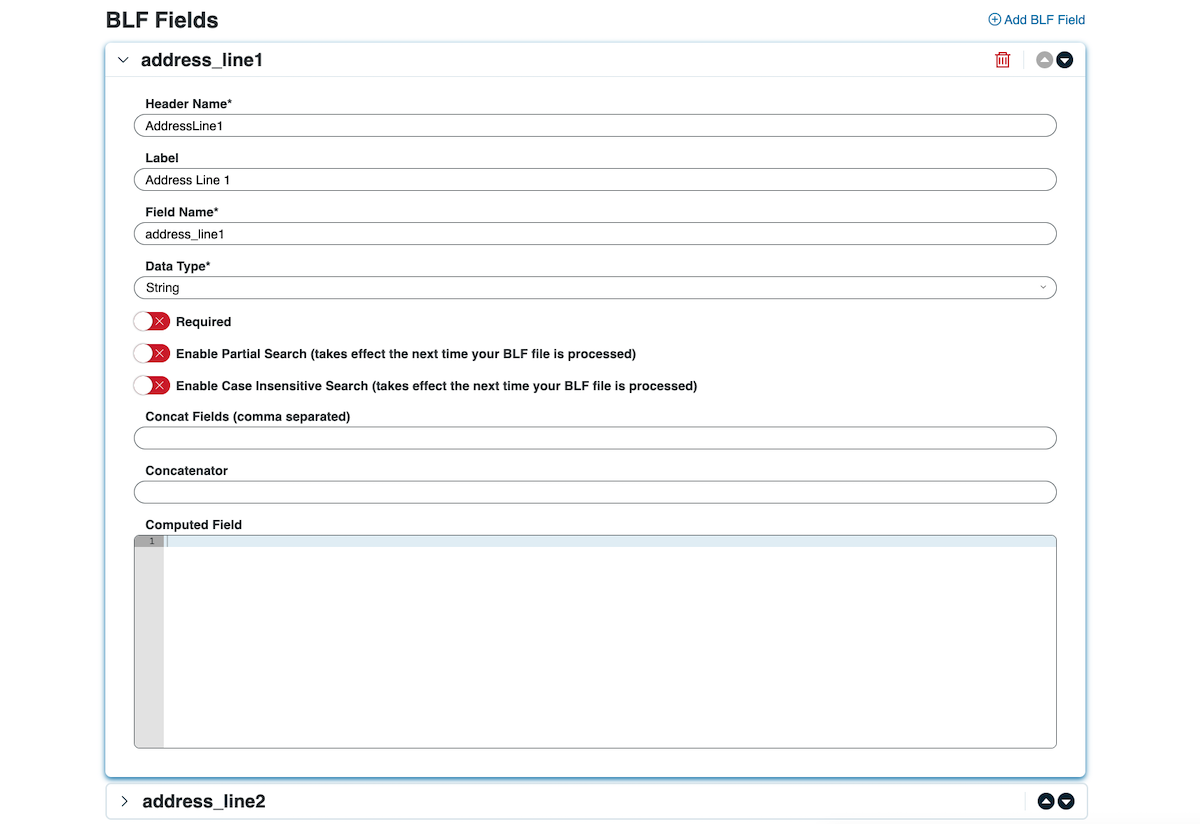 BLF Fields
Add BLF Field
address_line1
Header Name*
AddressLine1
Label
Address Line 1
Field Name*
address_line1
Data Type*
String
Required
Enable Partial Search (takes effect the next time your BLF file is processed)
Enable Case Insensitive Search (takes effect the next time your BLF file is processed)
Concat Fields (comma separated)
Concatenator
Computed Field
1
address_line2